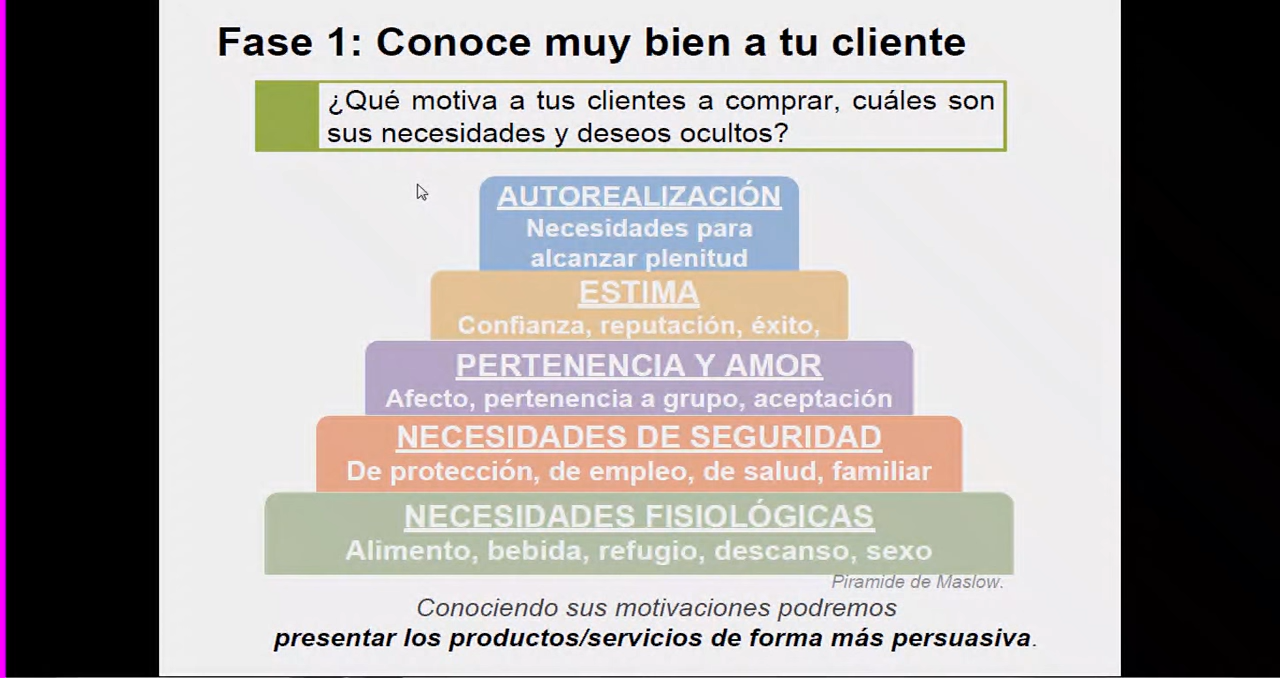 Fase 1: Conoce muy bien a tu cliente
¿Qué motiva a tus clientes a comprar, cuáles son
sus necesidades y deseos ocultos?
AUTOREALIZACIÓN
Necesidades para
alcanzar plenitud
ESTIMA
Confianza, reputación, éxito,
PERTENENCIA Y AMOR
Afecto, pertenencia a grupo, aceptación
NECESIDADES DE SEGURIDAD
De protección, de empleo, de salud, familiar
NECESIDADES FISIOLÓGICAS
Alimento, bebida, refugio, descanso, sexo
Piramide de Maslow.
Conociendo sus motivaciones podremos
presentar los productos/servicios de forma más persuasiva.